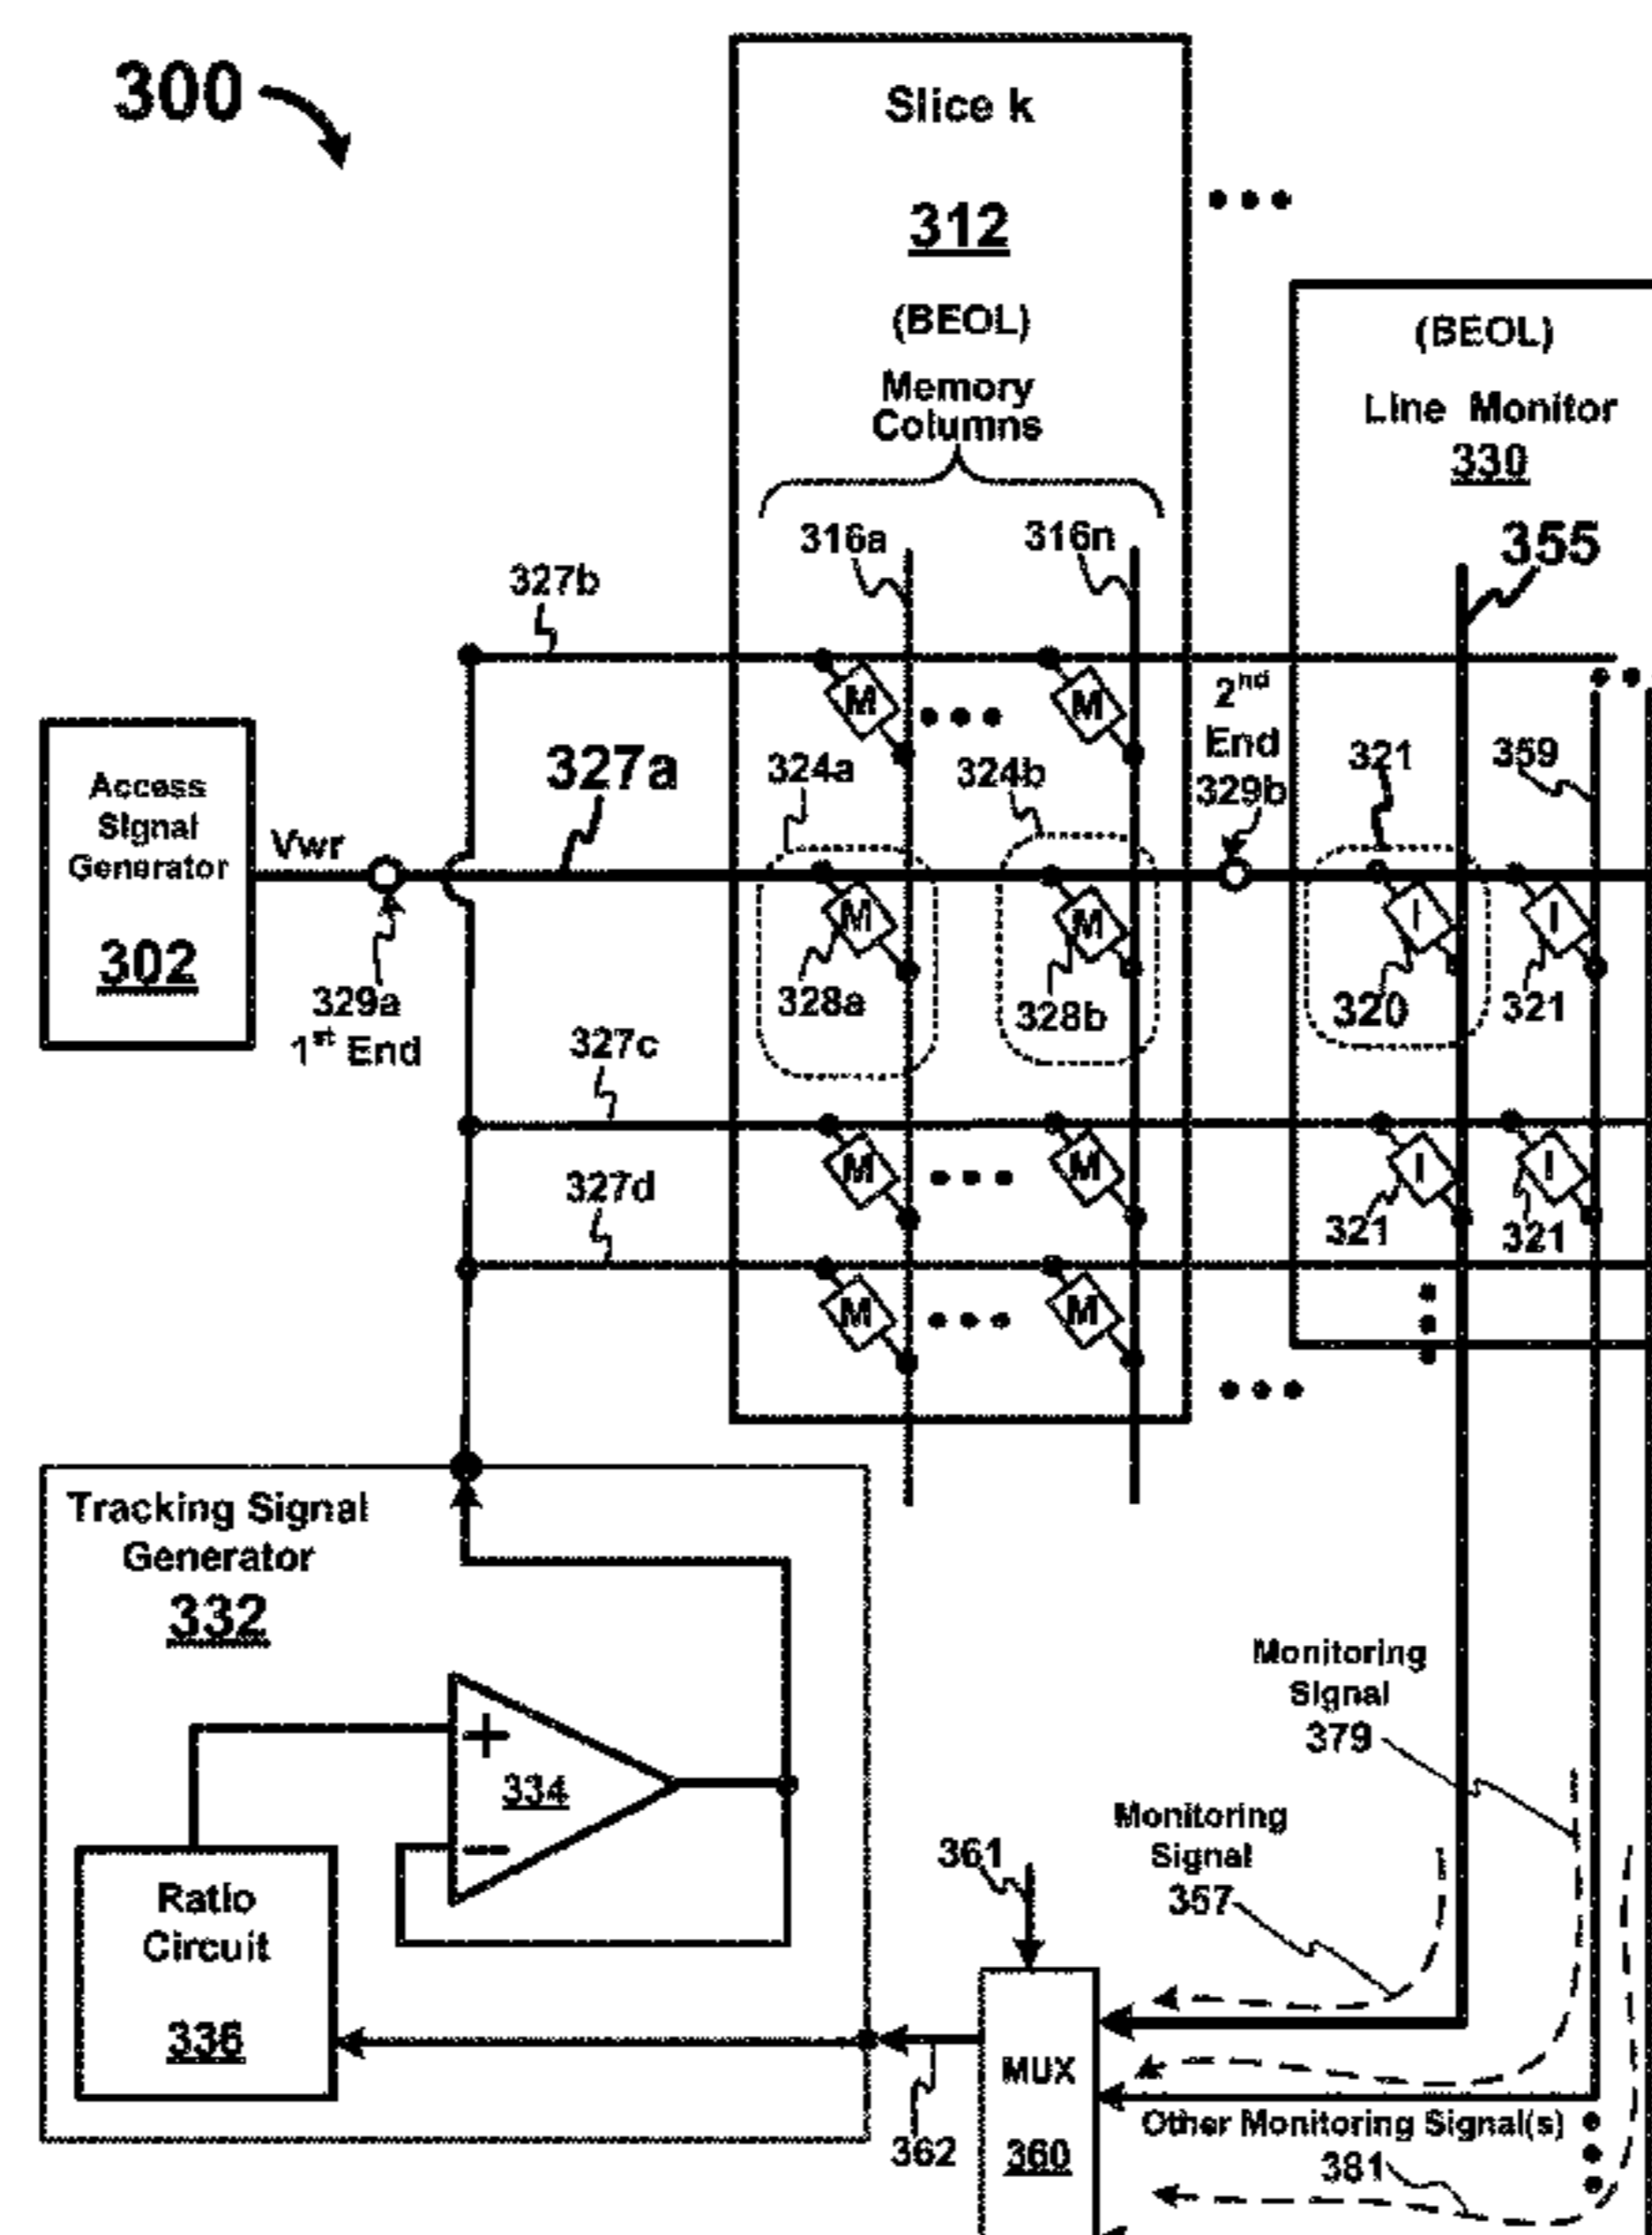 300
Slice k
312
(BEOL)
Memory
Columns
316a
316n
(BEOL)
Line Monitor
330
355
327b
M
M
2nd
End
329b
Access
Signal
Generator
302
Vwr
327a
324a
324b
321
359
329a
1st End
M
328a
M
328b
I
320
I
321
327c
M
M
I
321
I
321
327d
M
M
Tracking Signal
Generator
332
+
334
−
Ratio
Circuit
336
Monitoring
Signal
379
Monitoring
Signal
357
361
MUX
360
362
Other Monitoring Signal(s)
381